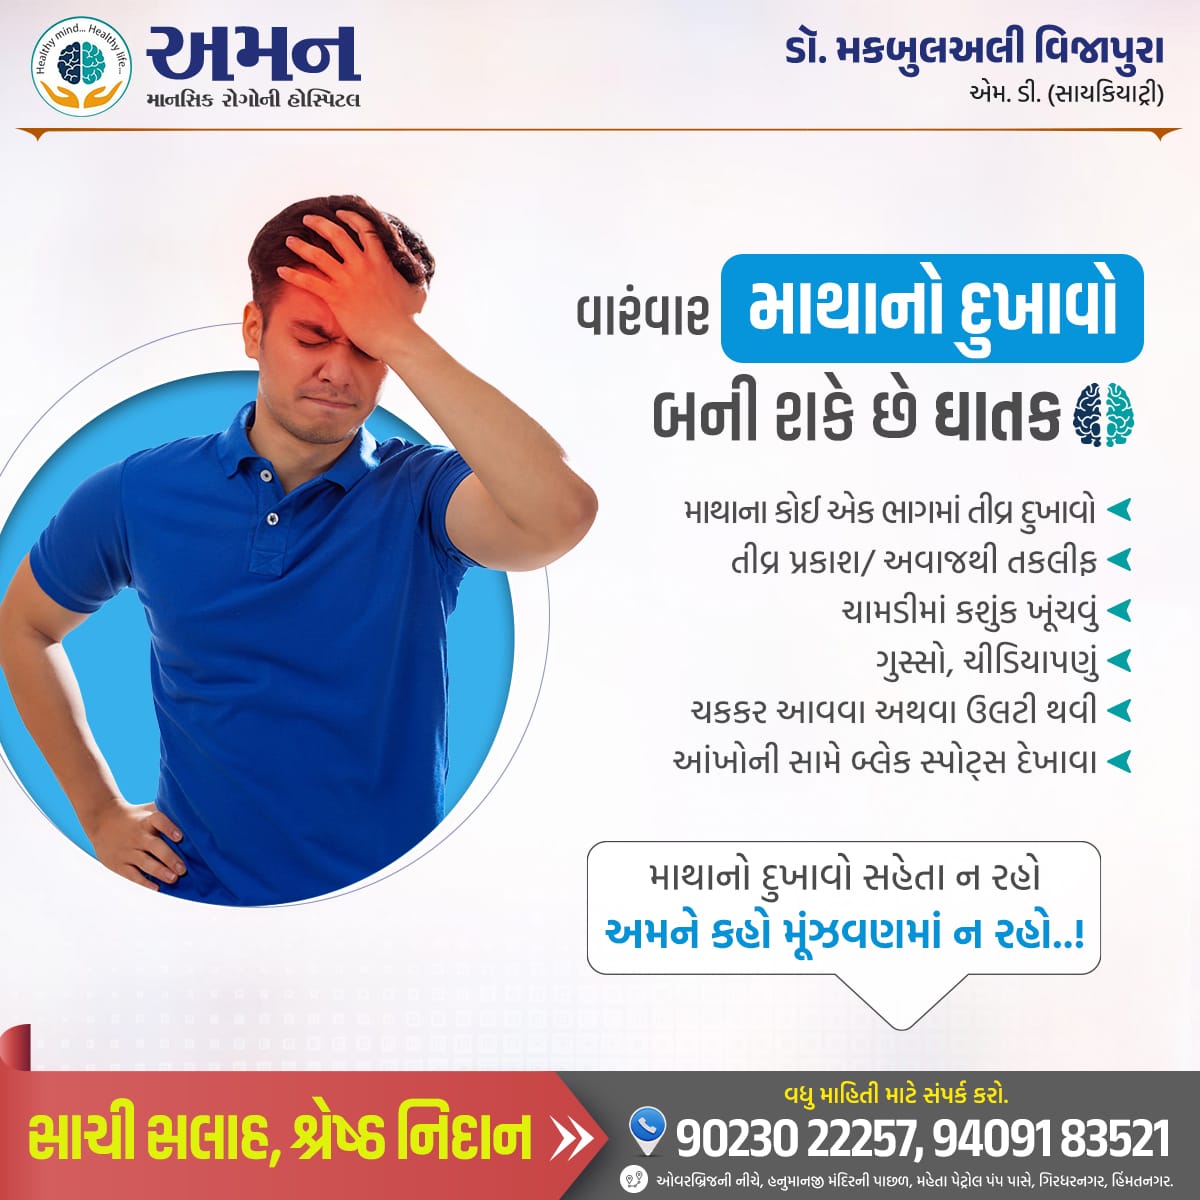 Healthy mind... Healthy life...
અમન
માનસિક રોગોની હોસ્પિટલ
ડૉ. મકબુલઅલી વિજાપુરા
એમ. ડી. (સાયકિયાટ્રી)
વારંવાર માથાનો દુખાવો
બની શકે છે ઘાતક
માથાના કોઈ એક ભાગમાં તીવ્ર દુખાવો
તીવ્ર પ્રકાશ/ અવાજથી તકલીફ
ચામડીમાં કશુંક ખૂંચવું
ગુસ્સો, ચીડિયાપણું
ચકકર આવવા અથવા ઉલટી થવી
આંખોની સામે બ્લેક સ્પોટ્સ દેખાવા
માથાનો દુખાવો સહેતા ન રહો
અમને કહો મૂંઝવણમાં ન રહો..!
સાચી સલાહ, શ્રેષ્ઠ નિદાન
વધુ માહિતી માટે સંપર્ક કરો.
90230 22257, 94091 83521
ઓવરબ્રિજની નીચે, હનુમાનજી મંદિરની પાછળ, મહેતા પેટ્રોલ પંપ પાસે, ગિરધરનગર, હિંમતનગર.